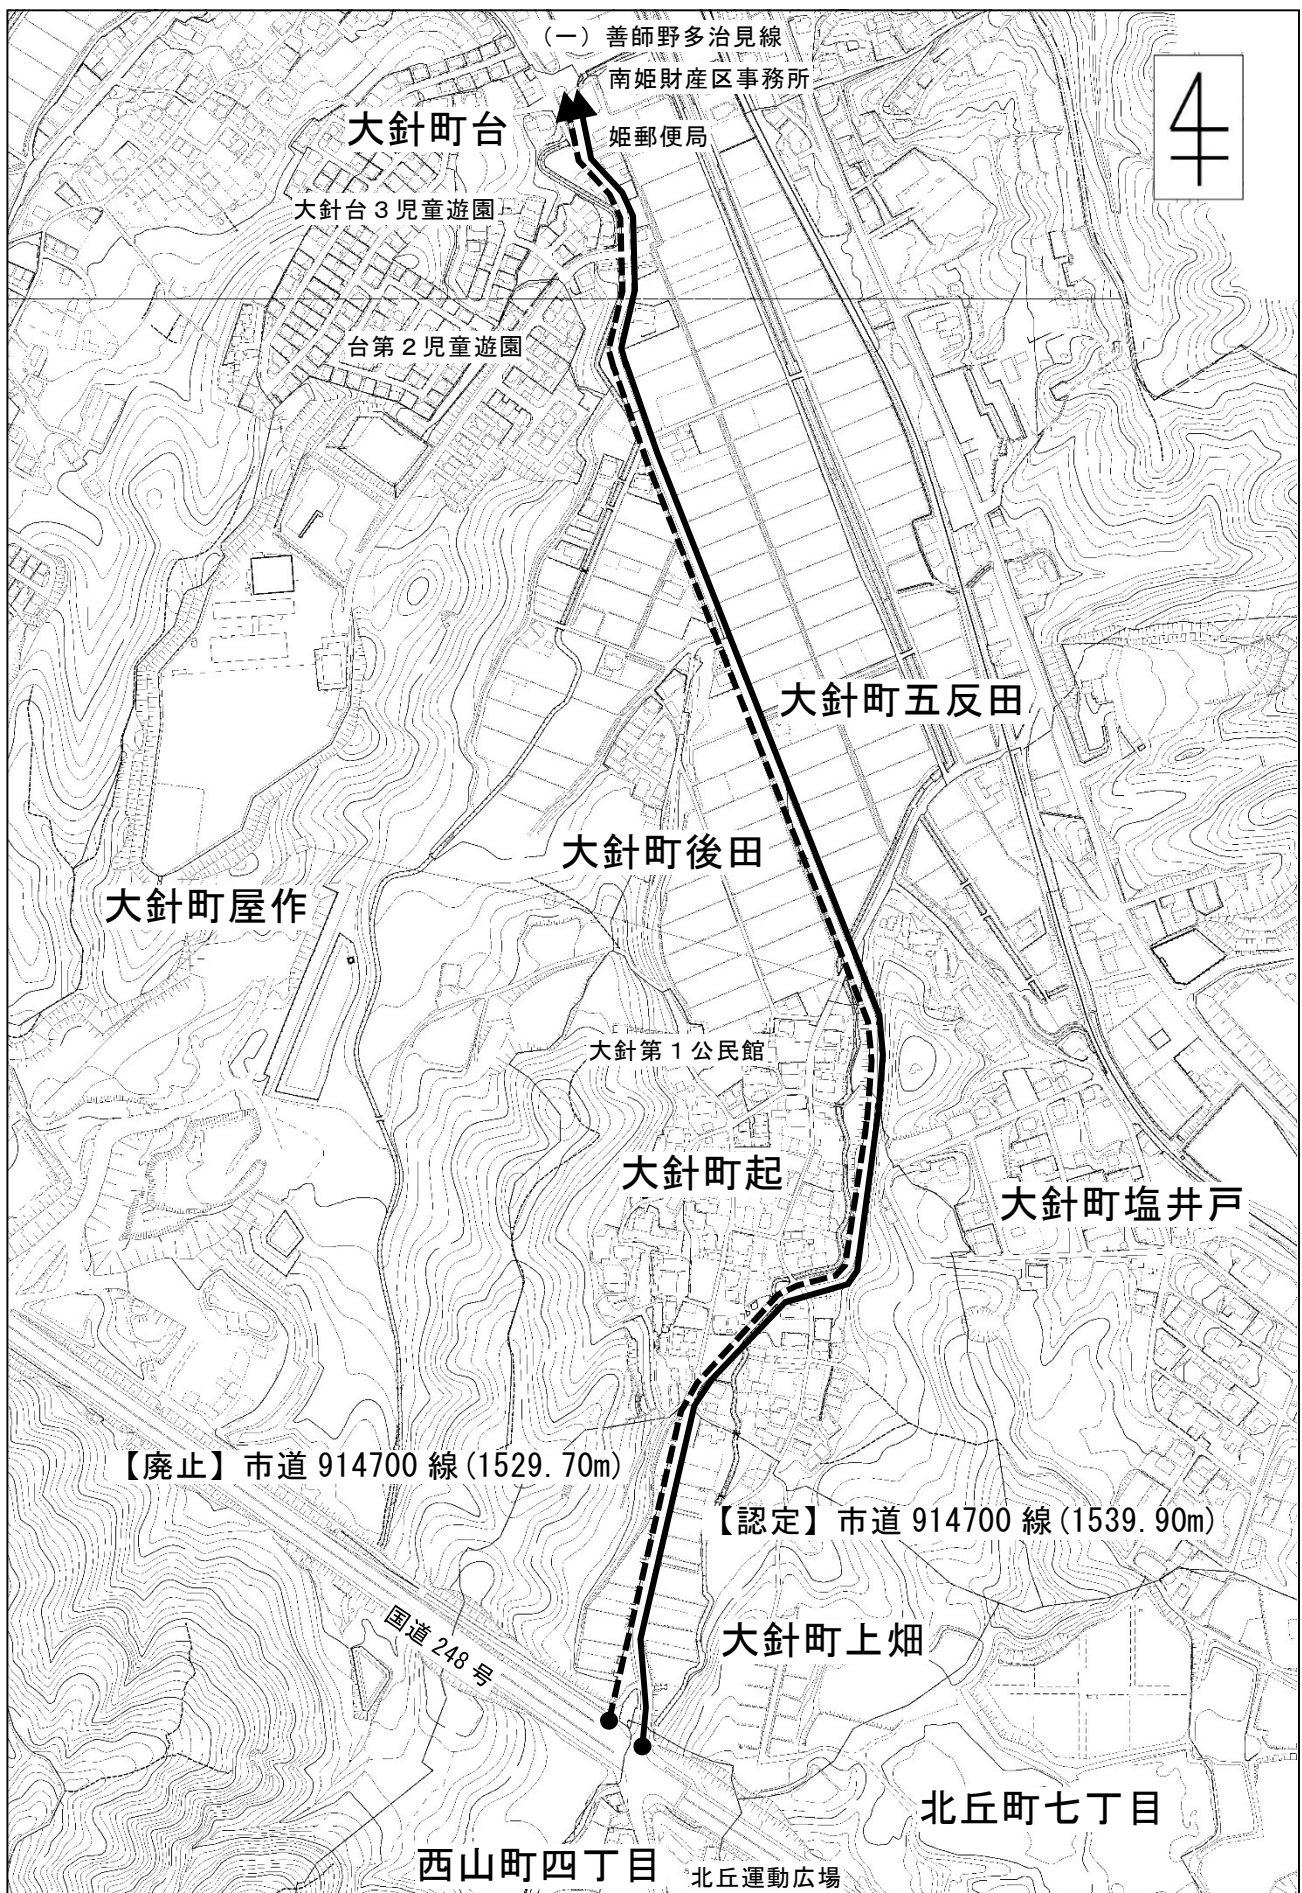 （一）善師野多治見線
南姫財産区事務所
大針町台
姫郵便局
大針台３児童遊園
台第２児童遊園
大針町五反田
大針町後田
大針町屋作
大針第１公民館
大針町起
大針町塩井戸
【廃止】市道 914700 線(1529.70m)
【認定】市道 914700 線(1539.90m)
国道 248 号
大針町上畑
北丘町七丁目
西山町四丁目
北丘運動広場